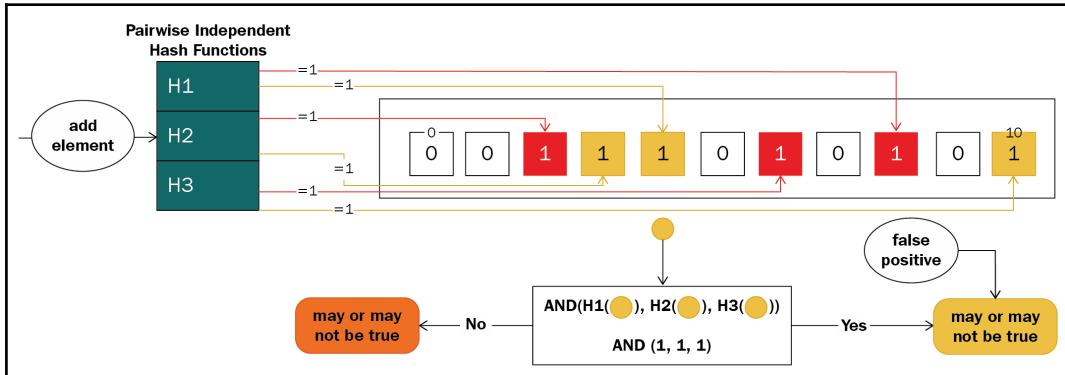 Pairwise Independent
Hash Functions
H1
H2
H3
add
element
=1
=1
=1
=1
=1
=1
0
10
0 0 1 1 1 0 1 0 1 0 1
false
positive
AND(H1( ), H2( ), H3( ))
AND (1, 1, 1)
No
Yes
may or may
not be true
may or may
not be true